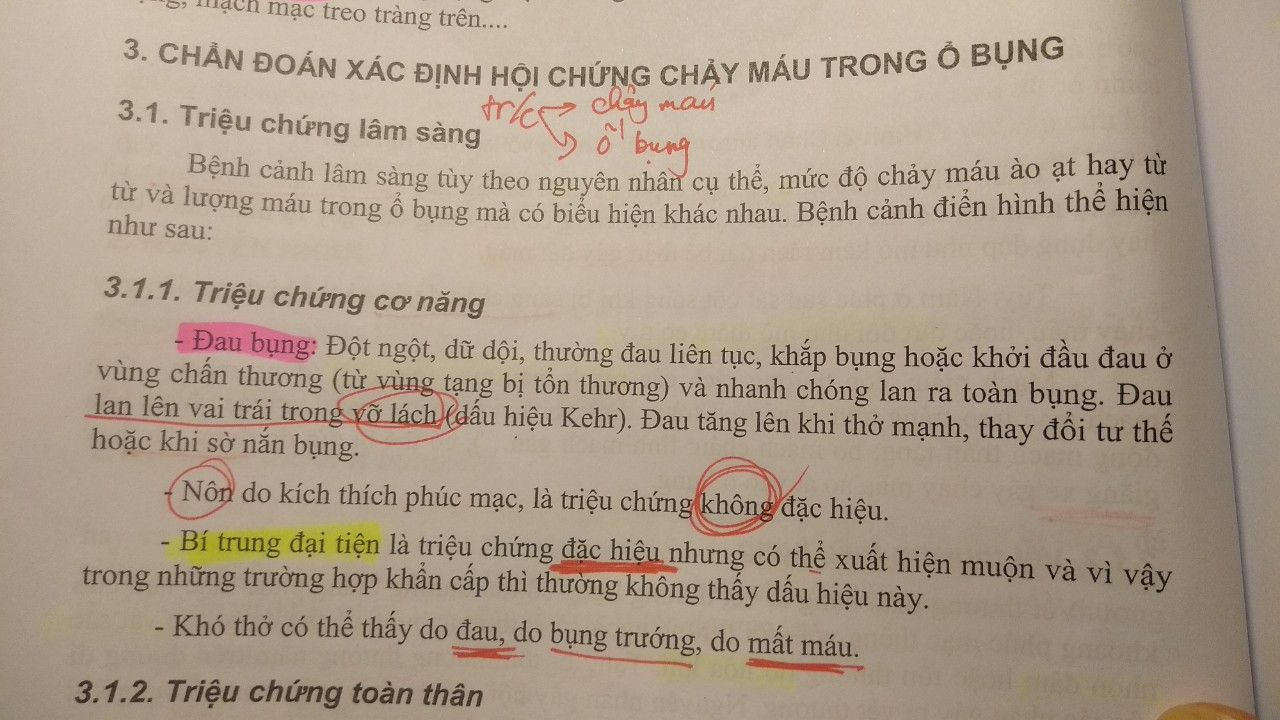 mạch mạc treo tràng trên....
3. CHẨN ĐOÁN XÁC ĐỊNH HỘI CHỨNG CHẢY MÁU TRONG Ổ BỤNG
tr/c chảy máu
ổ bụng
3.1. Triệu chứng lâm sàng
Bệnh cảnh lâm sàng tùy theo nguyên nhân cụ thể, mức độ chảy máu ào ạt hay từ
từ và lượng máu trong ổ bụng mà có biểu hiện khác nhau. Bệnh cảnh điển hình thể hiện
như sau:
3.1.1. Triệu chứng cơ năng
- Đau bụng: Đột ngột, dữ dội, thường đau liên tục, khắp bụng hoặc khởi đầu đau ở
vùng chấn thương (từ vùng tạng bị tổn thương) và nhanh chóng lan ra toàn bụng. Đau
lan lên vai trái trong vỡ lách (dấu hiệu Kehr). Đau tăng lên khi thở mạnh, thay đổi tư thế
hoặc khi sờ nắn bụng.
- Nôn do kích thích phúc mạc, là triệu chứng không đặc hiệu.
- Bí trung đại tiện là triệu chứng đặc hiệu nhưng có thể xuất hiện muộn và vì vậy
trong những trường hợp khẩn cấp thì thường không thấy dấu hiệu này.
- Khó thở có thể thấy do đau, do bụng trướng, do mất máu.
3.1.2. Triệu chứng toàn thân